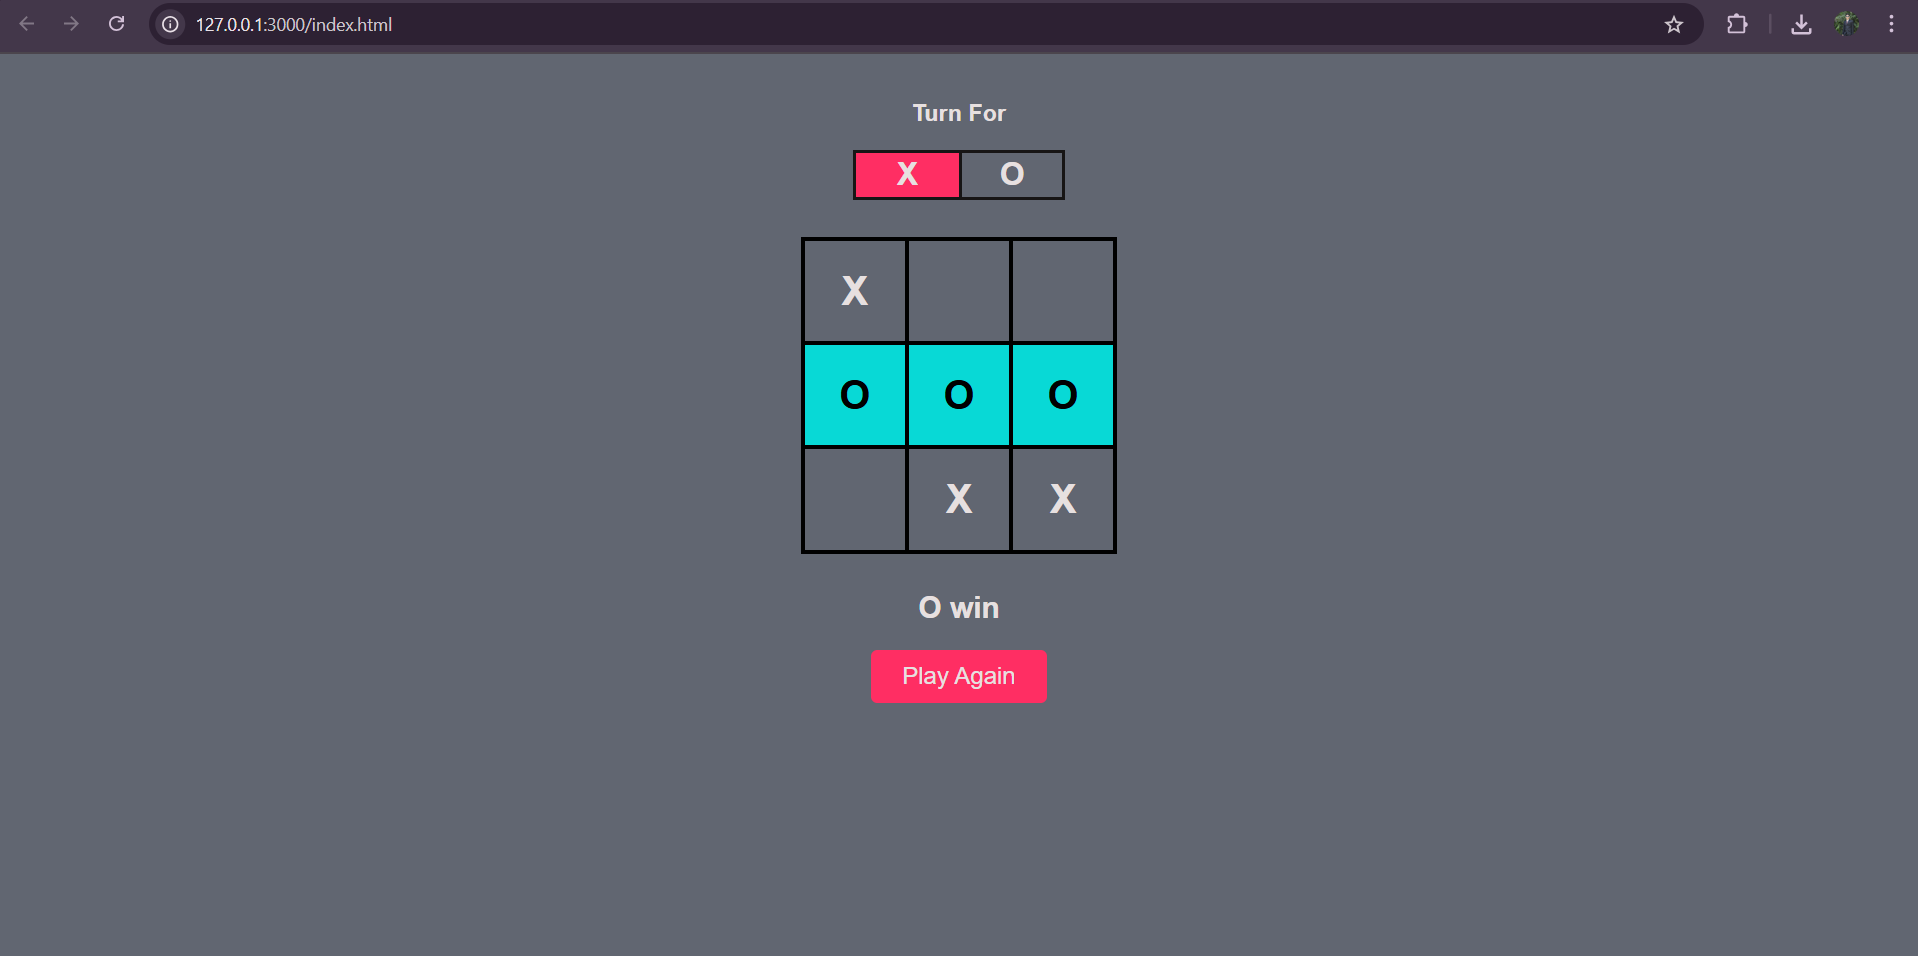 127.0.0.1:3000/index.html
Turn For
X O
X
O O O
X X
O win
Play Again